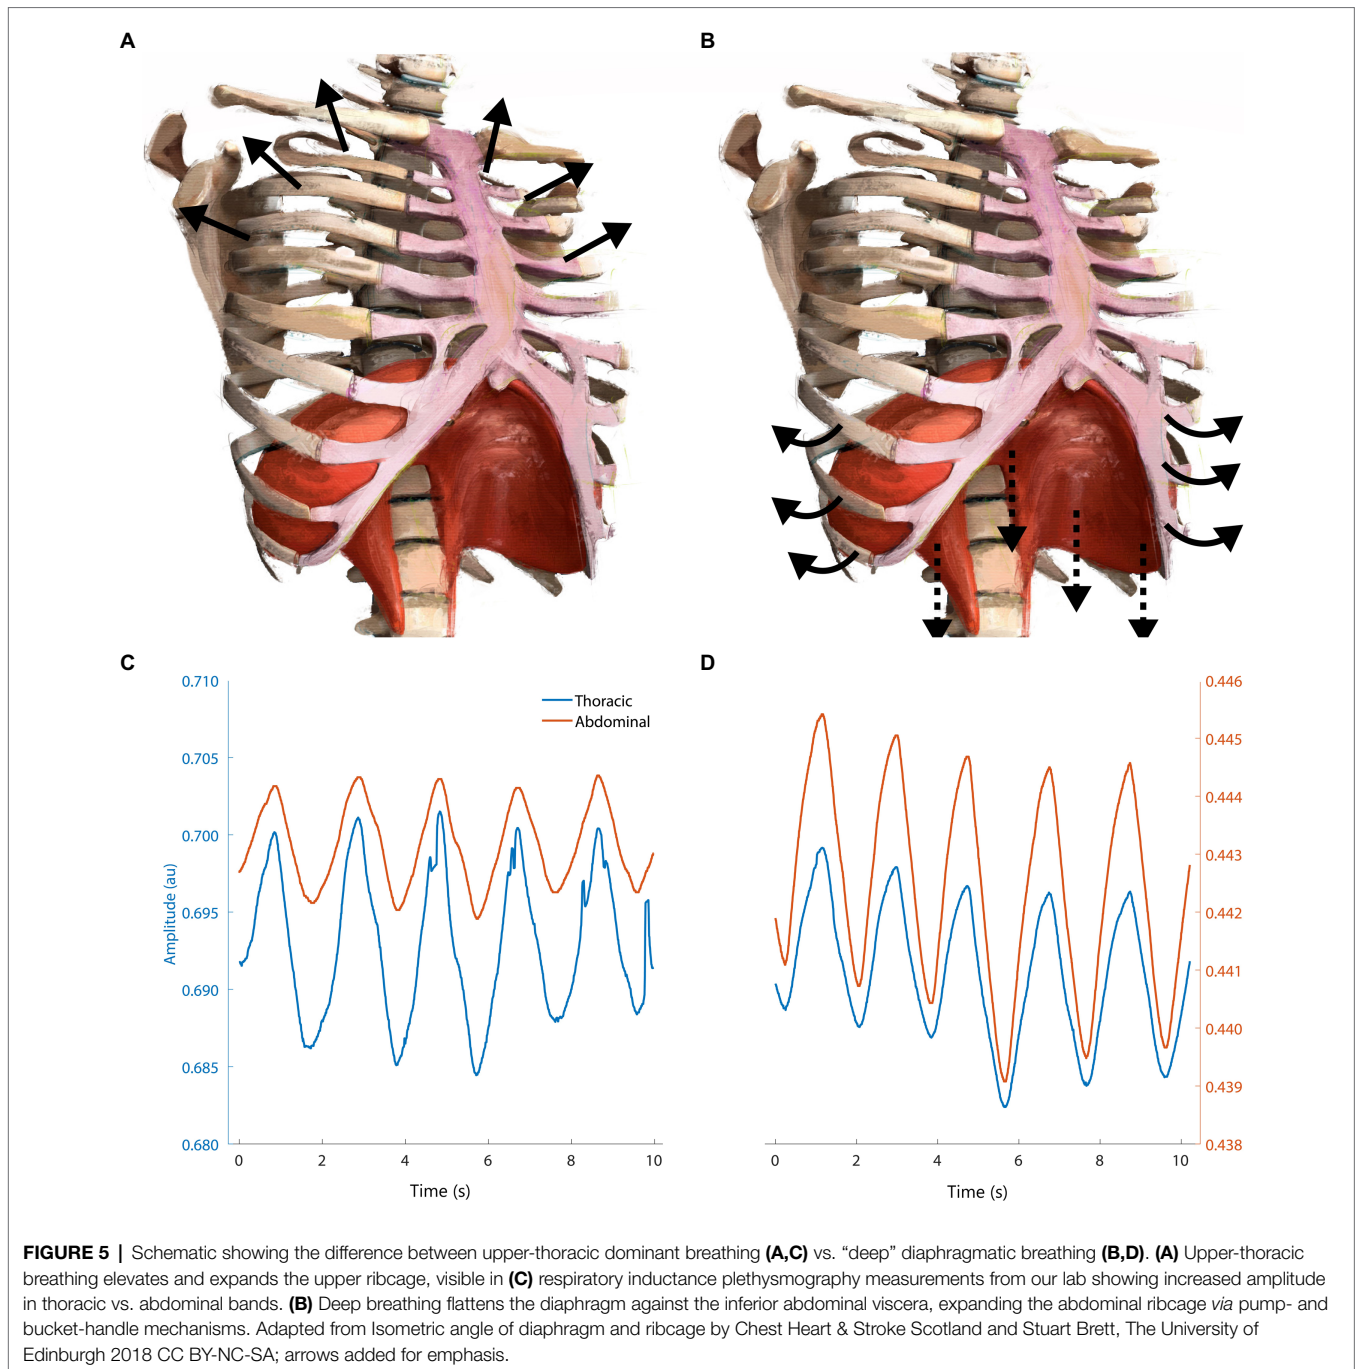 A
B
C
D
0.710
0.705
0.700
0.695
0.690
0.685
0.680
Amplitude (au)
Thoracic
Abdominal
0 2 4 6 8 10
Time (s)
0.446
0.445
0.444
0.443
0.442
0.441
0.440
0.439
0.438
0 2 4 6 8 10
Time (s)
FIGURE 5 | Schematic showing the difference between upper-thoracic dominant breathing (A,C) vs. “deep” diaphragmatic breathing (B,D). (A) Upper-thoracic
breathing elevates and expands the upper ribcage, visible in (C) respiratory inductance plethysmography measurements from our lab showing increased amplitude
in thoracic vs. abdominal bands. (B) Deep breathing flattens the diaphragm against the inferior abdominal viscera, expanding the abdominal ribcage via pump- and
bucket-handle mechanisms. Adapted from Isometric angle of diaphragm and ribcage by Chest Heart & Stroke Scotland and Stuart Brett, The University of
Edinburgh 2018 CC BY-NC-SA; arrows added for emphasis.